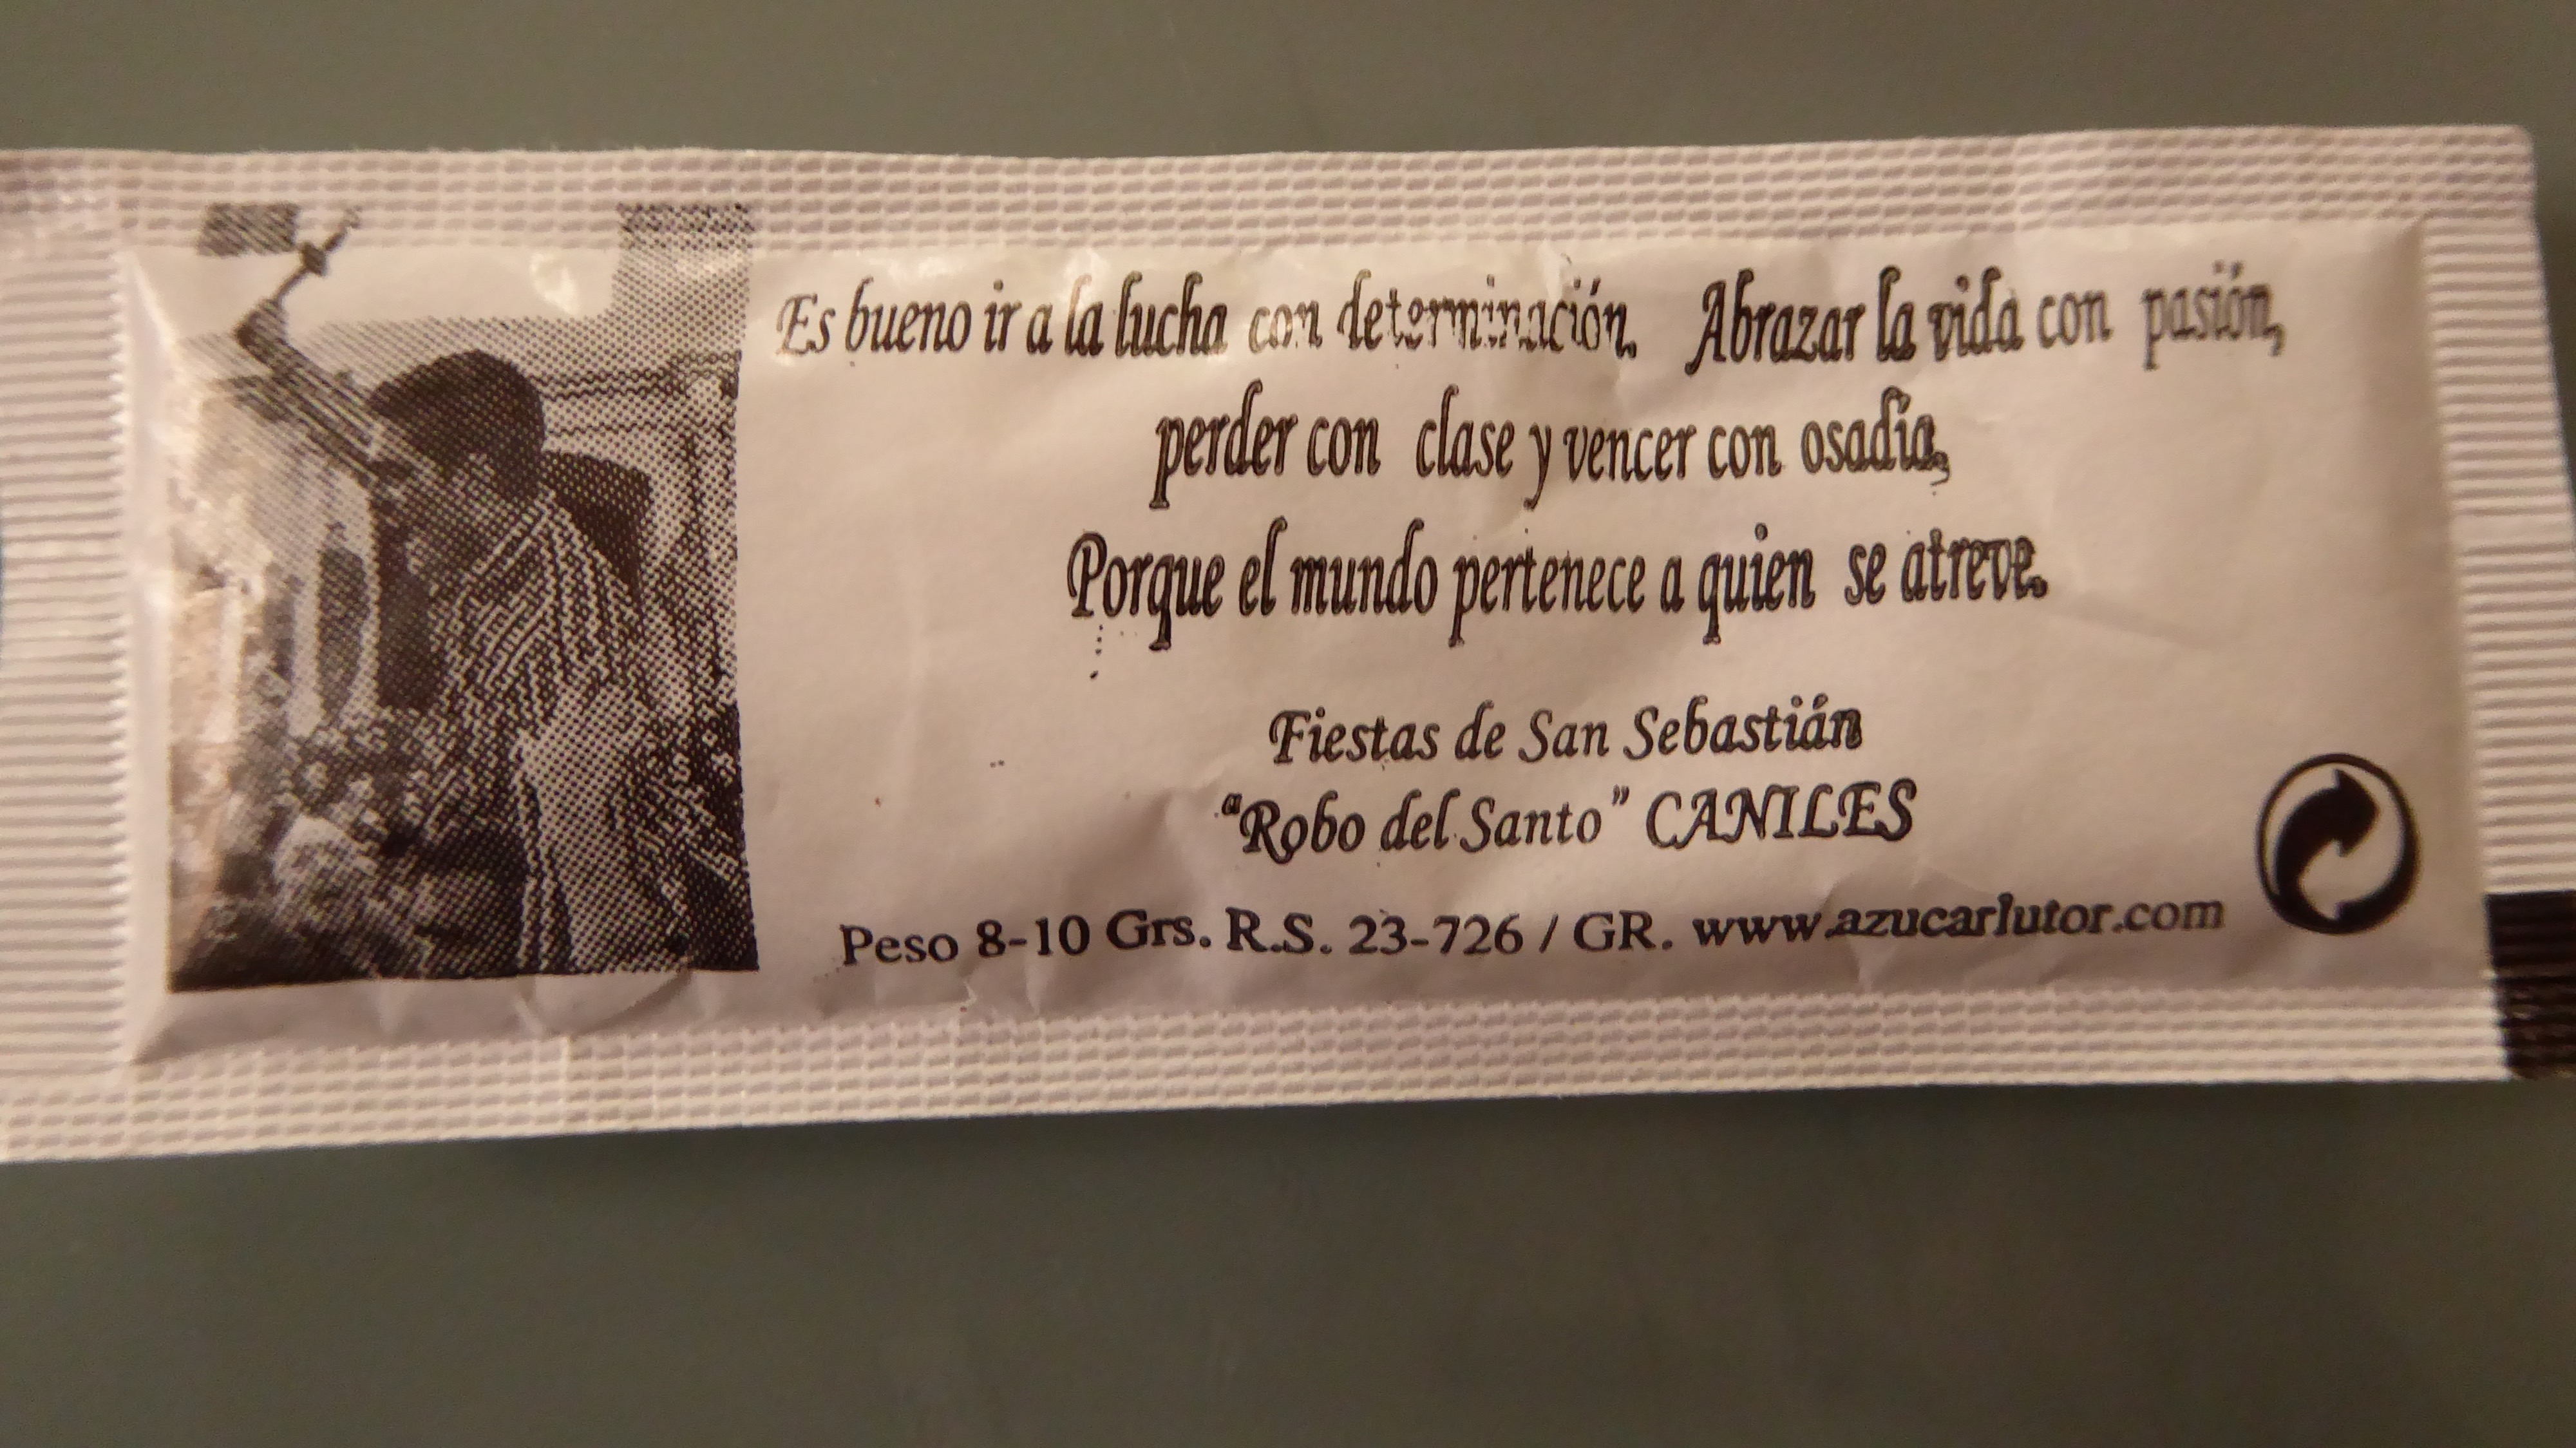 Es bueno ir a la lucha con determinación. Abrazar la vida con pasión,
perder con clase y vencer con osadía,
Porque el mundo pertenece a quien se atreve.
Fiestas de San Sebastián
“Robo del Santo” CANILES
Peso 8-10 Grs. R.S. 23-726 / GR. www.azucarlutor.com